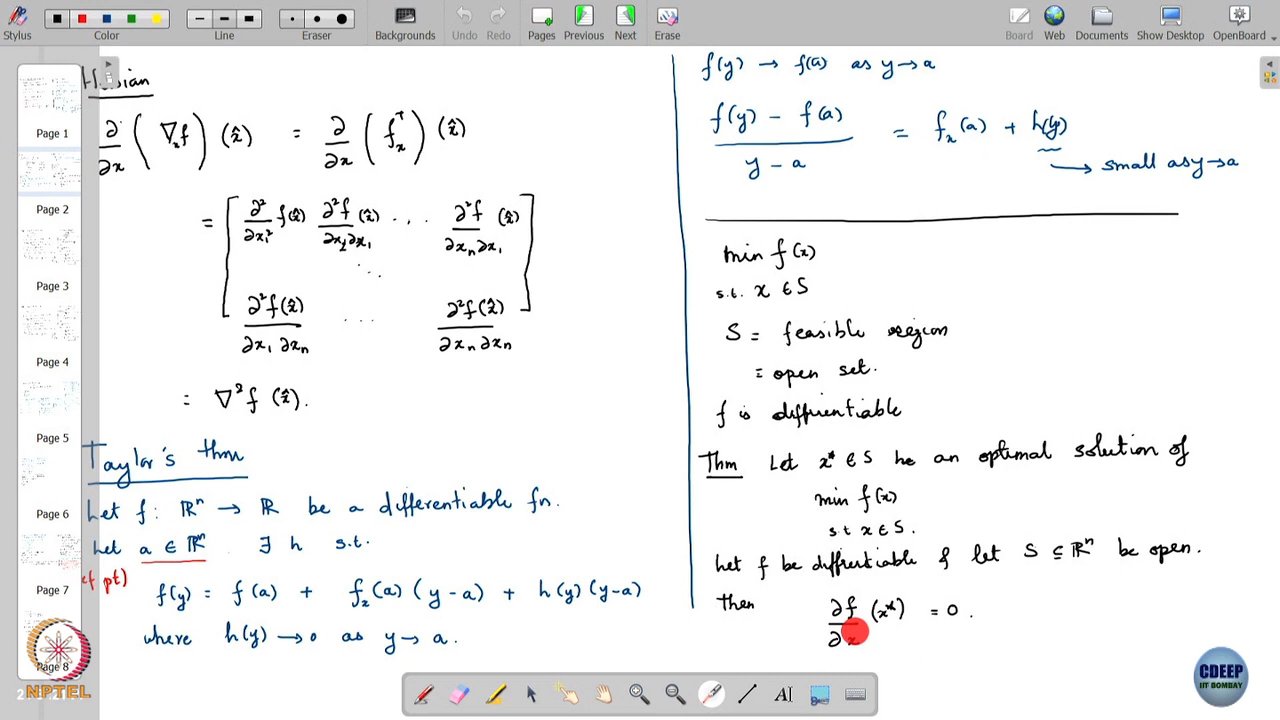 Stylus
Color
Line
Eraser
Backgrounds
Undo
Redo
Pages
Previous
Next
Erase
Board
Web
Documents
Show Desktop
OpenBoard
Page 1
Page 2
Page 3
Page 4
Page 5
Page 6
Page 7
Page 8
∂/∂x (∇ₓf)(x̂) = ∂/∂x (fₓᵀ)(x̂)
= [ ∂²/∂x₁² f(x̂) ∂²f/∂x₂∂x₁ (x̂) ... ∂²f/∂xₙ∂x₁ (x̂)
...
∂²f(x̂)/∂x₁∂xₙ ... ∂²f(x̂)/∂xₙ∂xₙ ]
= ∇²f(x̂).
Taylor's thm
Let f: ℝⁿ → ℝ be a differentiable fn.
Let a ∈ ℝⁿ ∃ h s.t.
pt)
f(y) = f(a) + fₓ(a)(y-a) + h(y)(y-a)
where h(y) → 0 as y → a.
f(y) → f(a) as y → a
f(y) - f(a) / y - a = fₓ(a) + h(y)
→ small as y → a
min f(x)
s.t. x ∈ S
S = feasible region
= open set.
f is diffrientiable
Thm Let x* ∈ S be an optimal solution of
min f(x)
s.t x ∈ S.
Let f be diffrentiable & let S ⊆ ℝⁿ be open.
then ∂f/∂x (x*) = 0.
NPTEL
CDEEP
IIT BOMBAY